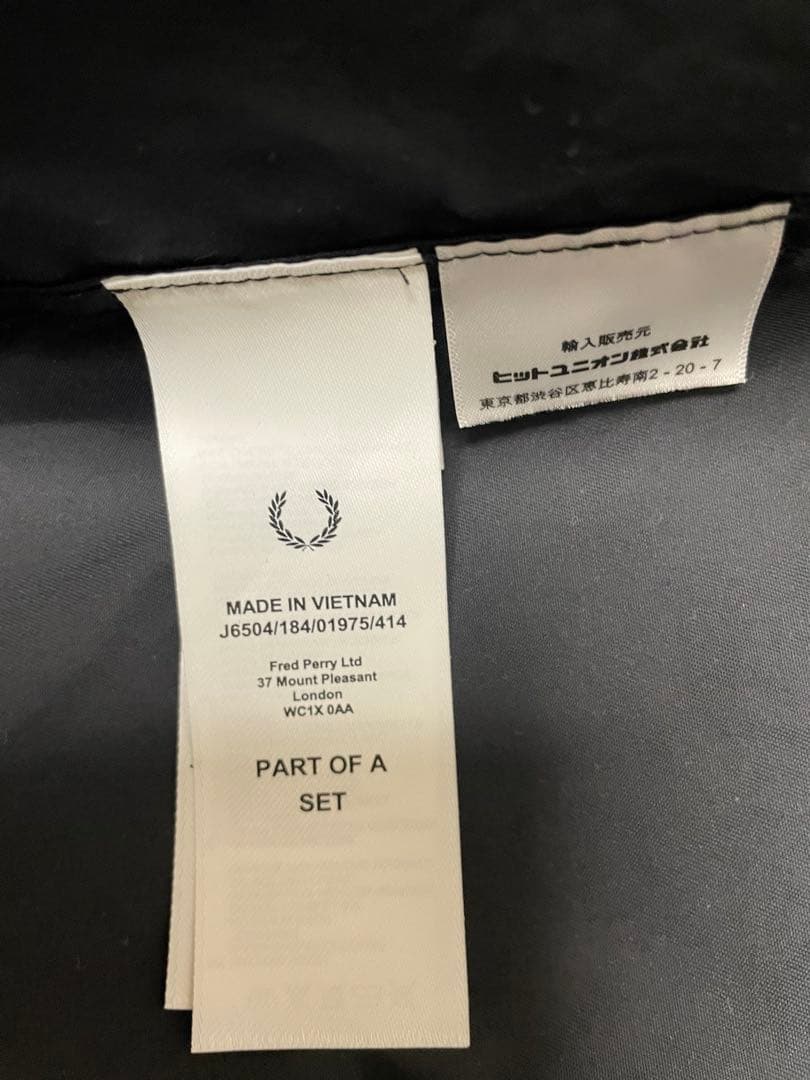 MADE IN VIETNAM
J6504/184/01975/414
Fred Perry Ltd
37 Mount Pleasant
London
WC1X 0AA
PART OF A
SET
輸入販売元
ヒットユニオン株式会社
東京都渋谷区恵比寿南2-20-7